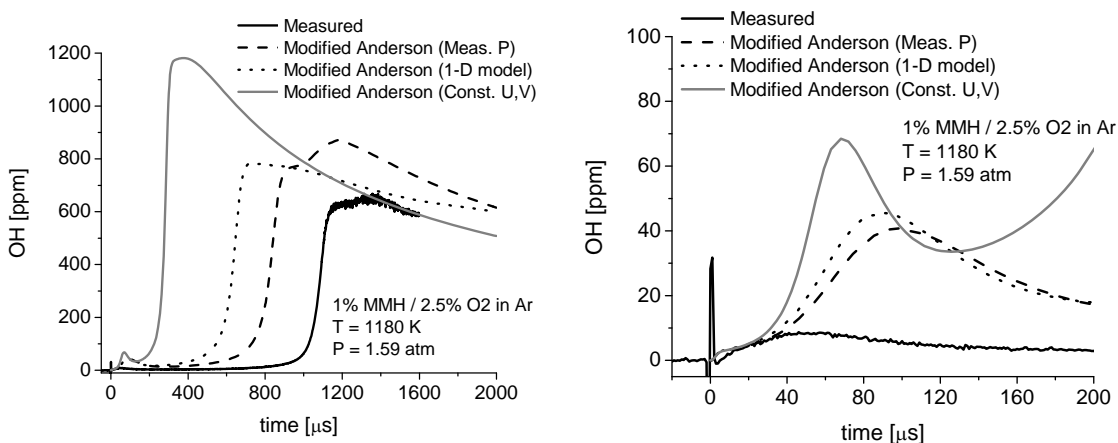 Measured
Modified Anderson (Meas. P)
Modified Anderson (1-D model)
Modified Anderson (Const. U,V)
1200
1000
800
600
400
200
0
OH [ppm]
1% MMH / 2.5% O2 in Ar
T = 1180 K
P = 1.59 atm
0 400 800 1200 1600 2000
time [μs]
Measured
Modified Anderson (Meas. P)
Modified Anderson (1-D model)
Modified Anderson (Const. U,V)
100
80
60
40
20
0
OH [ppm]
1% MMH / 2.5% O2 in Ar
T = 1180 K
P = 1.59 atm
0 40 80 120 160 200
time [μs]